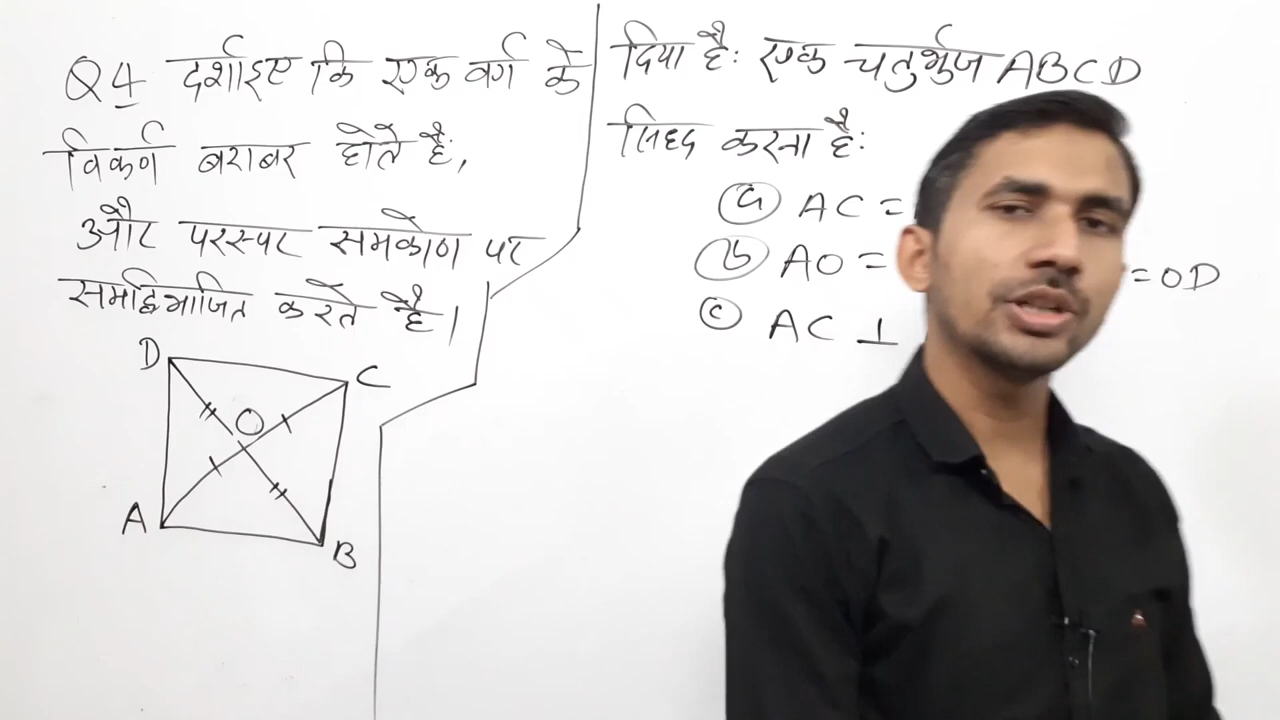 Q4 दर्शाइए कि एक वर्ग के
विकर्ण बराबर होते है,
और परस्पर समकोण पर
समद्विभाजित करते है।
दिया है: एक चतुर्भुज ABCD
सिद्द करना है:
(a) AC =
(b) AO = = OD
(c) AC ⊥
D
C
O
A
B